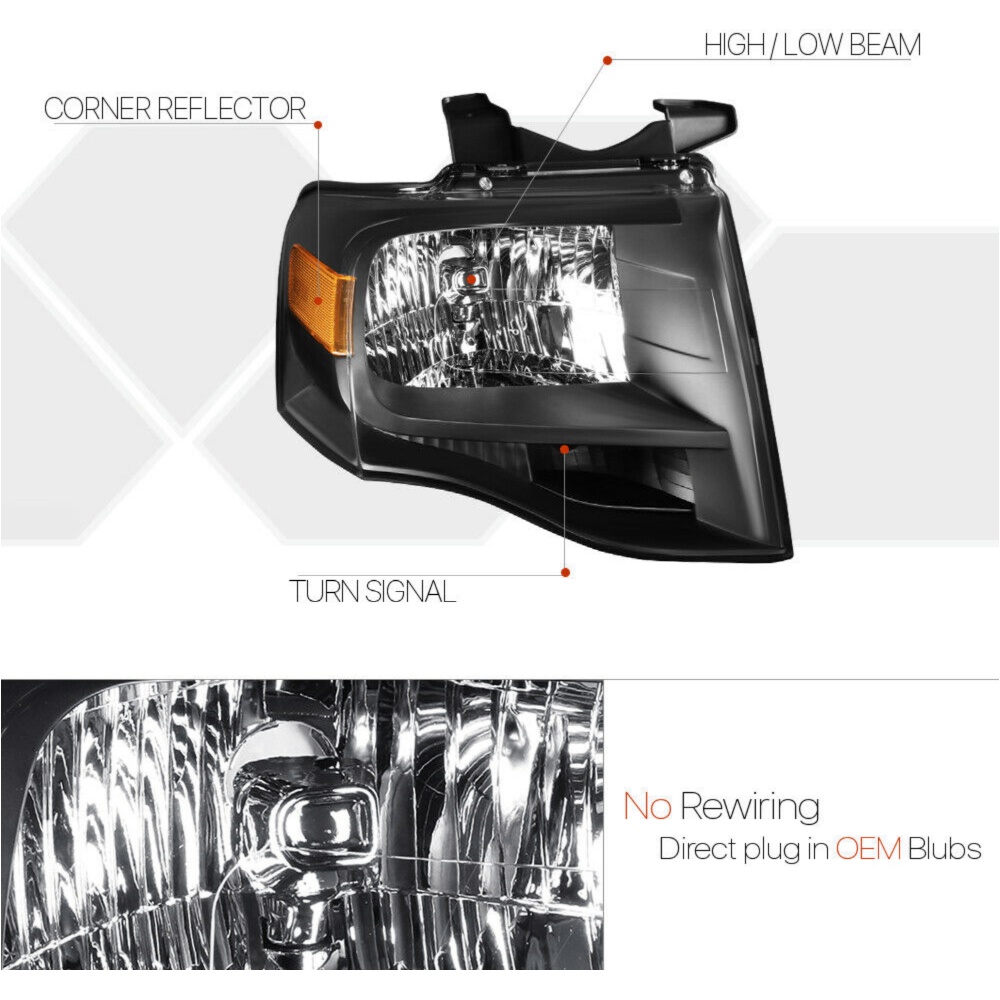 HIGH / LOW BEAM
CORNER REFLECTOR
TURN SIGNAL
No Rewiring
Direct plug in OEM Blubs